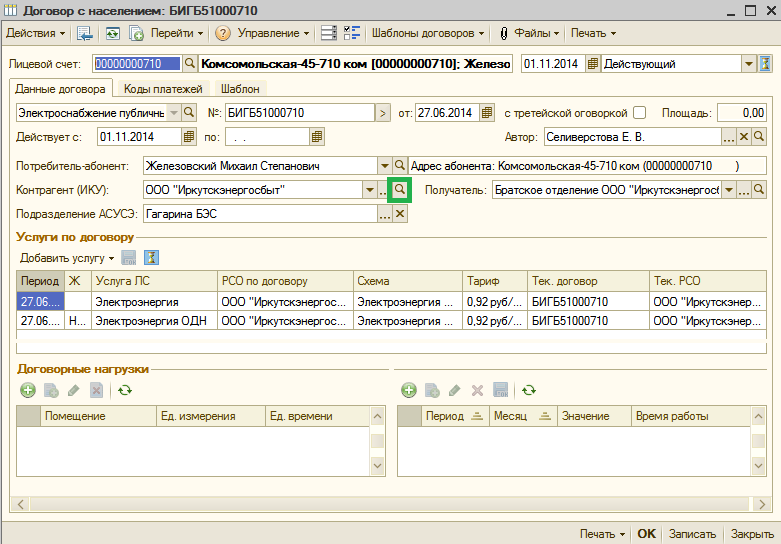 Договор с населением: БИГБ51000710
Действия Перейти Управление Шаблоны договоров Файлы Печать
Лицевой счет: 00000000710 Комсомольская-45-710 ком [00000000710]; Железо 01.11.2014 Действующий
Данные договора Коды платежей Шаблон
Электроснабжение публичны №: БИГБ51000710 > от: 27.06.2014 с третейской оговоркой Площадь: 0,00
Действует с: 01.11.2014 по: . . Автор: Селиверстова Е. В. ...
Потребитель-абонент: Железовский Михаил Степанович Адрес абонента: Комсомольская-45-710 ком (00000000710 )
Контрагент (ИКУ): ООО "Иркутскэнергосбыт" Получатель: Братское отделение ООО "Иркутскэнергосб ...
Подразделение АСУСЭ: Гагарина БЭС ...
Услуги по договору
Добавить услугу
Период Ж Услуга ЛС РСО по договору Схема Тариф Тек. договор Тек. РСО
27.06.... Электроэнергия ООО "Иркутскэнергос... Электроэнергия ... 0,92 руб/... БИГБ51000710 ООО "Иркутскэнер...
27.06.... Н... Электроэнергия ОДН ООО "Иркутскэнергос... Электроэнергия ... 0,92 руб/... БИГБ51000710 ООО "Иркутскэнер...
Договорные нагрузки
Помещение Ед. измерения Ед. времени Период Месяц Значение Время работы
Печать OK Записать Закрыть